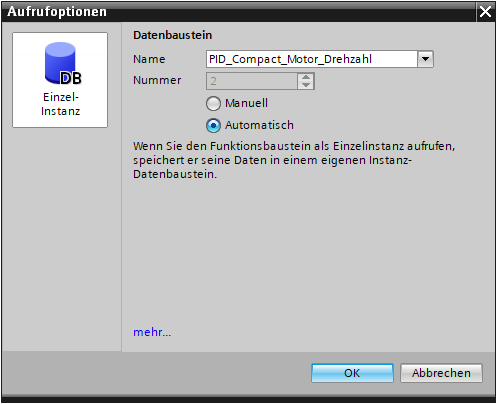 Aufrufoptionen
DB
Einzel-
Instanz
Datenbaustein
Name PID_Compact_Motor_Drehzahl
Nummer 2
Manuell
Automatisch
Wenn Sie den Funktionsbaustein als Einzelinstanz aufrufen,
speichert er seine Daten in einem eigenen Instanz-
Datenbaustein.
mehr...
OK Abbrechen